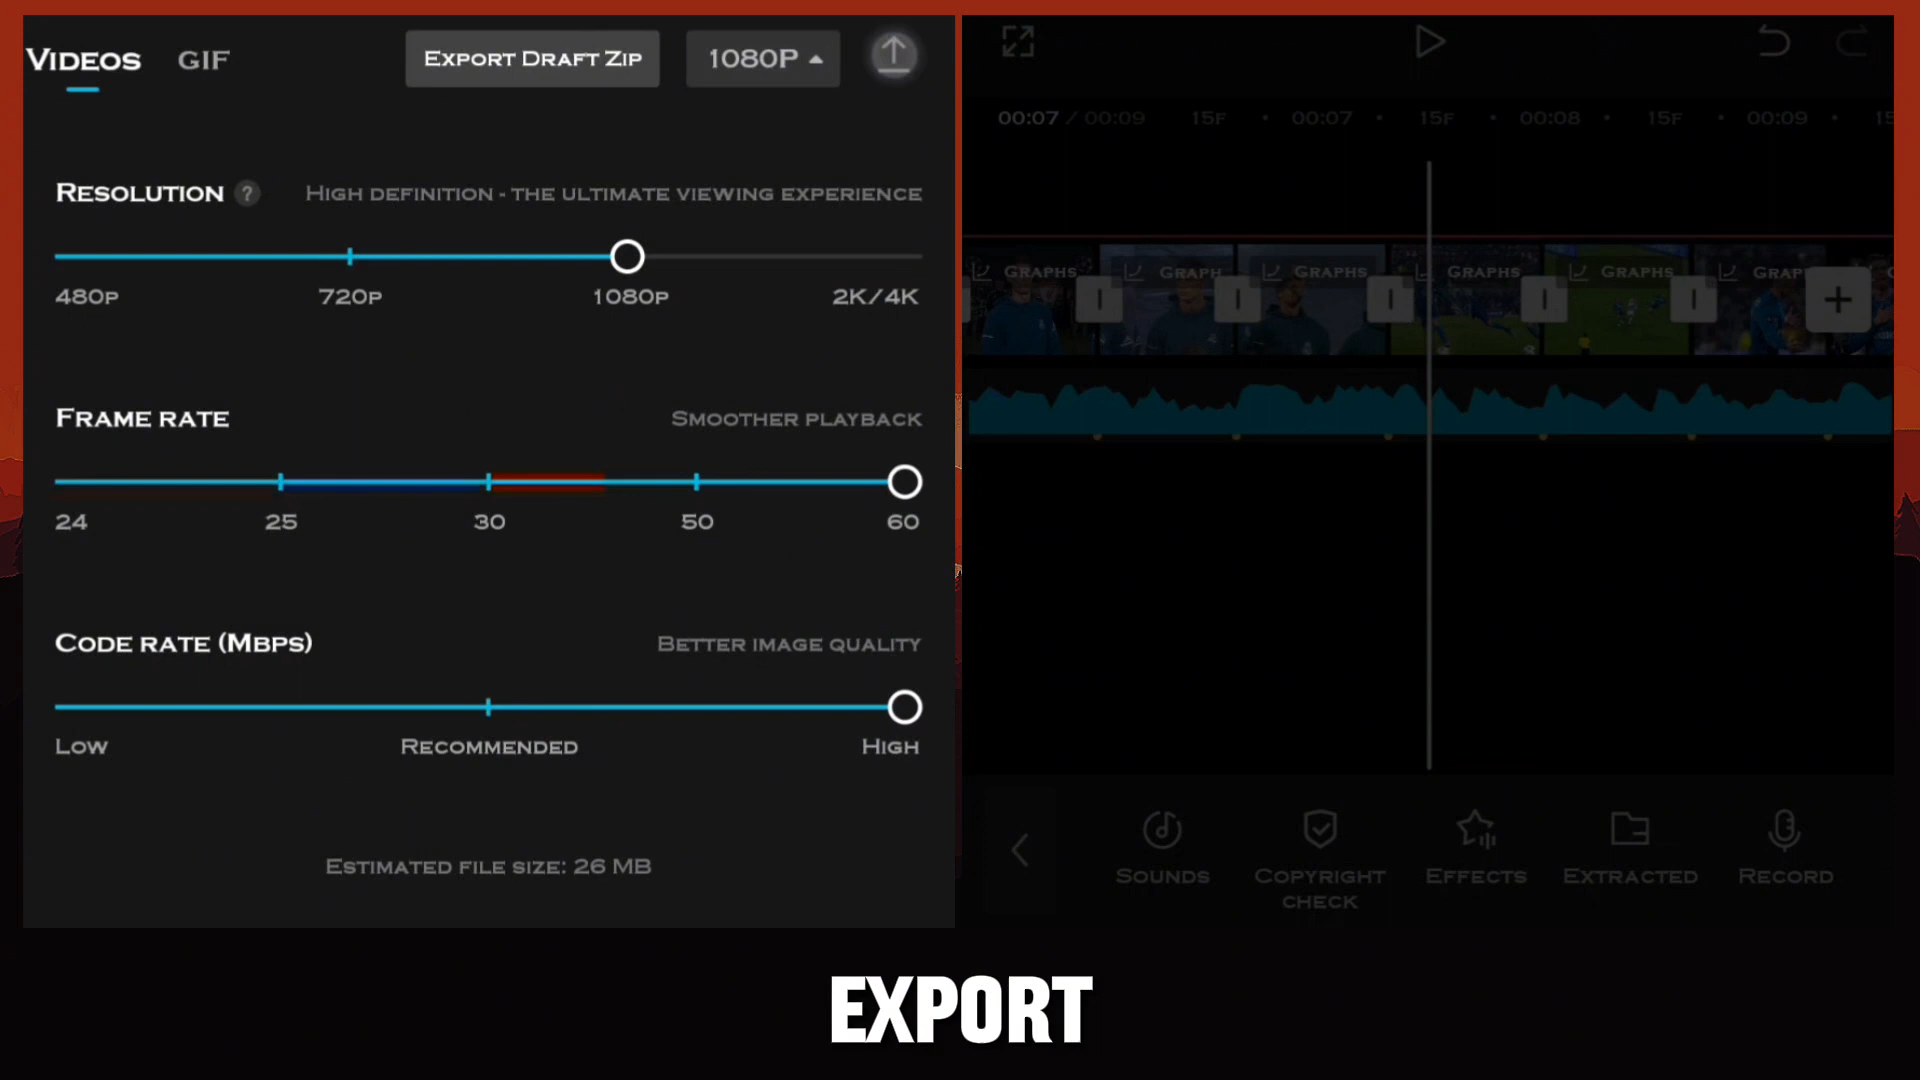 Videos GIF Export Draft Zip 1080P
Resolution ? High definition - the ultimate viewing experience
480p 720p 1080p 2K/4K
Frame rate Smoother playback
24 25 30 50 60
Code rate (Mbps) Better image quality
Low Recommended High
Estimated file size: 26 MB
00:07 / 00:09 15F 00:07 15F 00:08 15F 00:09 15
Graphs Graph Graphs Graphs Graphs Grap
Sounds Copyright check Effects Extracted Record
EXPORT